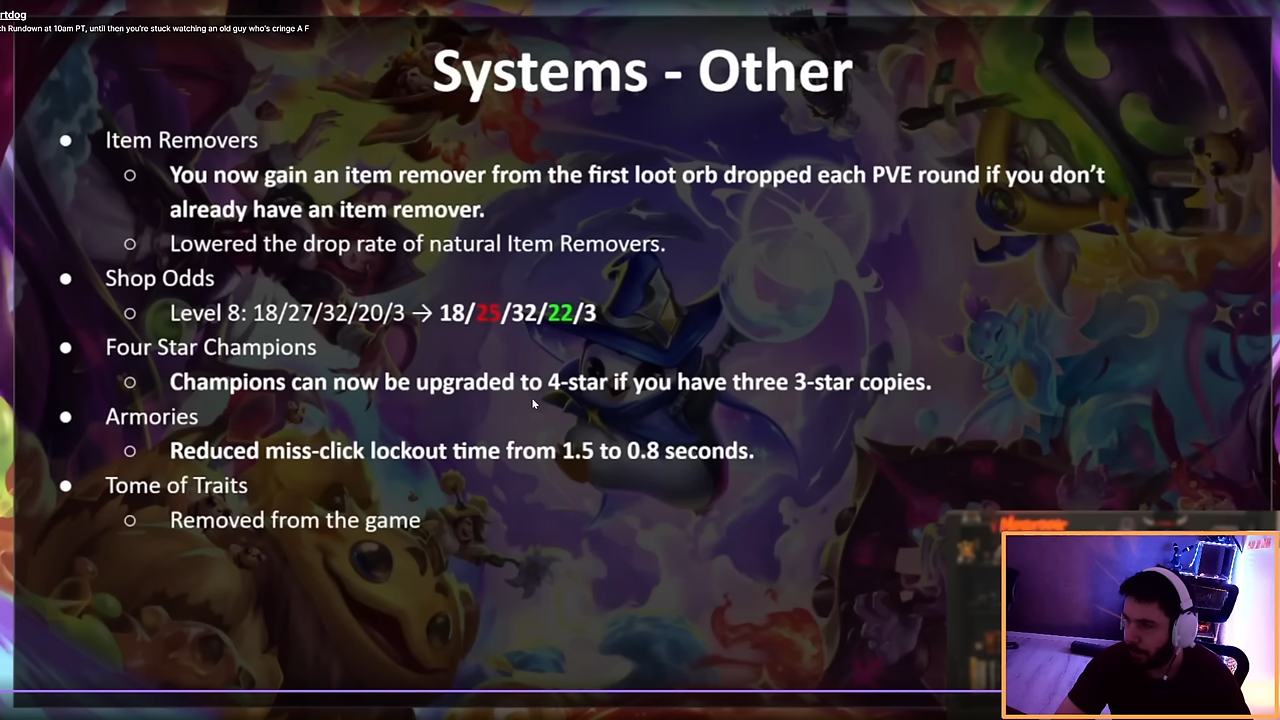 rtdog
ch Rundown at 10am PT, until then you're stuck watching an old guy who's cringe A F
Systems - Other
● Item Removers
○ You now gain an item remover from the first loot orb dropped each PVE round if you don't
already have an item remover.
○ Lowered the drop rate of natural Item Removers.
● Shop Odds
○ Level 8: 18/27/32/20/3 → 18/25/32/22/3
● Four Star Champions
○ Champions can now be upgraded to 4-star if you have three 3-star copies.
● Armories
○ Reduced miss-click lockout time from 1.5 to 0.8 seconds.
● Tome of Traits
○ Removed from the game